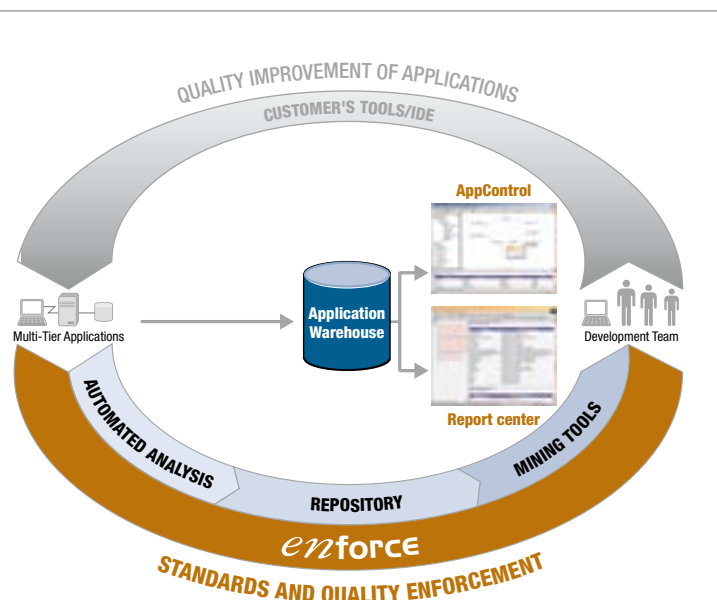 QUALITY IMPROVEMENT OF APPLICATIONS
CUSTOMER'S TOOLS/IDE
AppControl
Application
Warehouse
Multi-Tier Applications
Development Team
Report center
AUTOMATED ANALYSIS
REPOSITORY
MINING TOOLS
enforce
STANDARDS AND QUALITY ENFORCEMENT